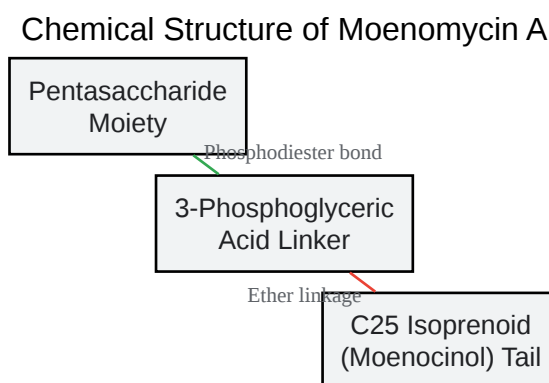 Chemical Structure of Moenomycin A
Pentasaccharide
Moiety
Phosphodiester bond
3-Phosphoglyceric
Acid Linker
Ether linkage
C25 Isoprenoid
(Moenocinol) Tail